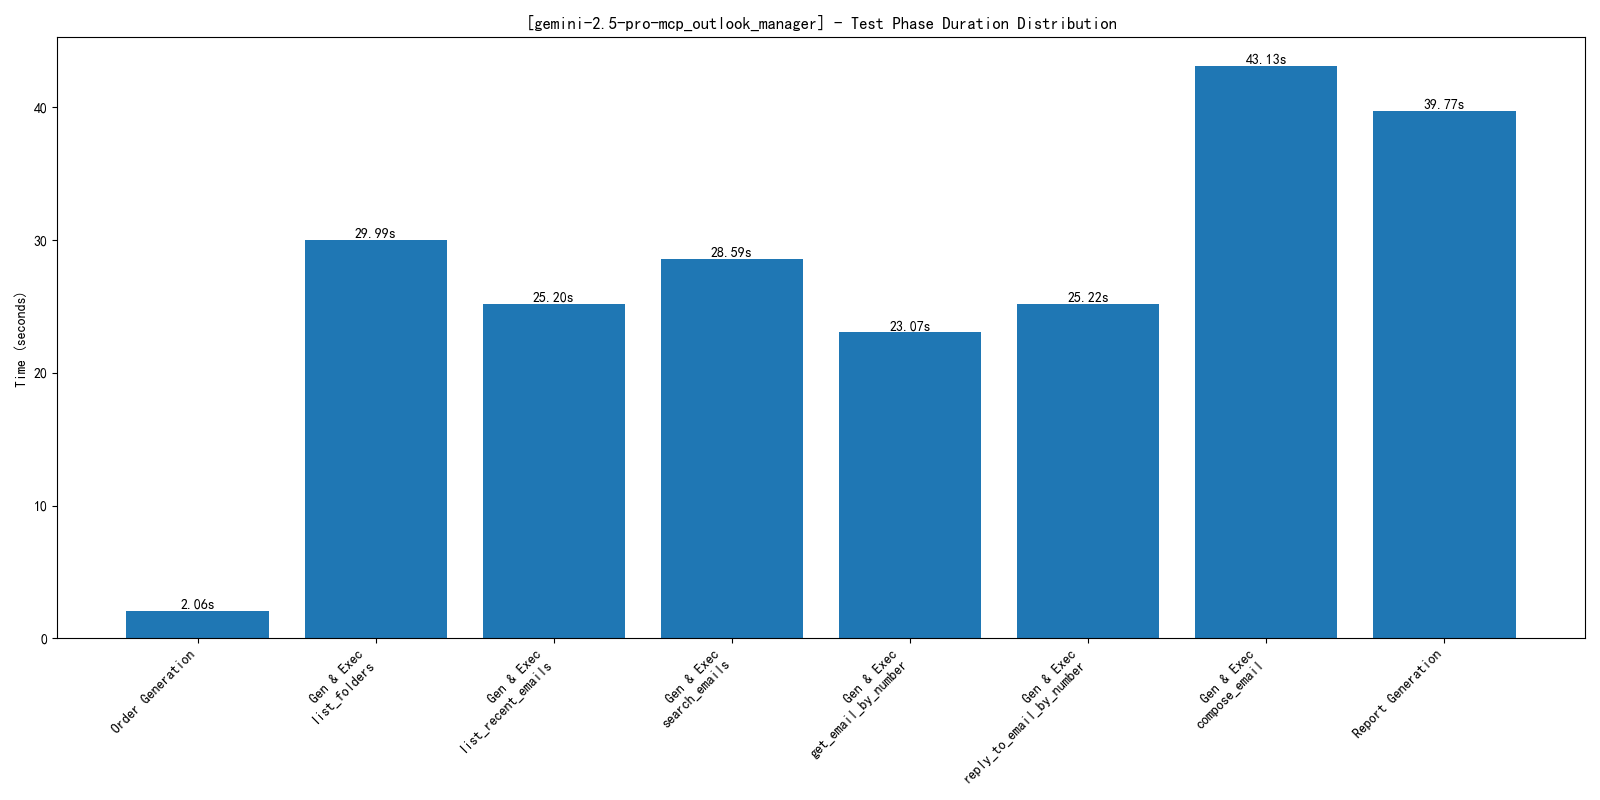 [gemini-2.5-pro-mcp_outlook_manager] - Test Phase Duration Distribution
Time (seconds)
40
30
20
10
0
2.06s
29.99s
25.20s
28.59s
23.07s
25.22s
43.13s
39.77s
Order Generation
Gen & Exec
list_folders
Gen & Exec
list_recent_emails
Gen & Exec
search_emails
Gen & Exec
get_email_by_number
Gen & Exec
reply_to_email_by_number
Gen & Exec
compose_email
Report Generation